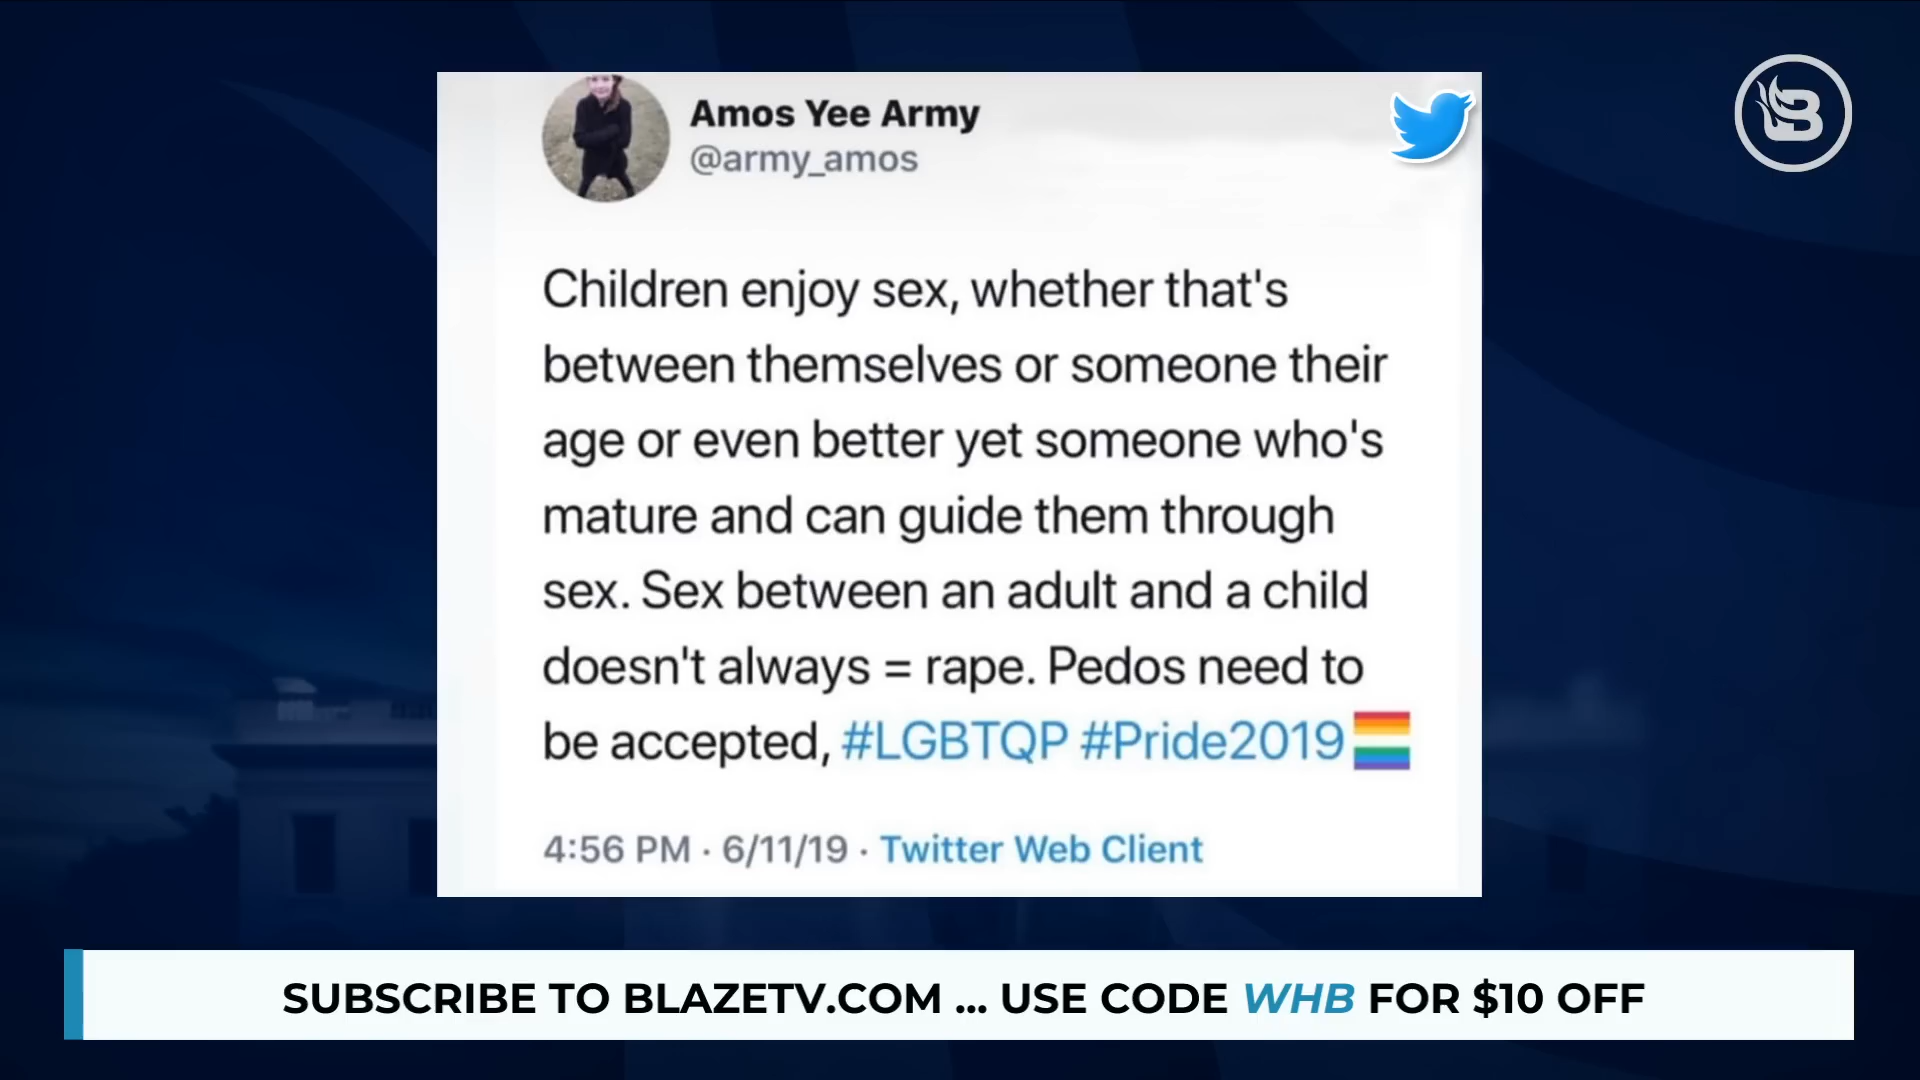 Amos Yee Army
@army_amos
Children enjoy sex, whether that's
between themselves or someone their
age or even better yet someone who's
mature and can guide them through
sex. Sex between an adult and a child
doesn't always = rape. Pedos need to
be accepted, #LGBTQP #Pride2019
4:56 PM · 6/11/19 · Twitter Web Client
B
SUBSCRIBE TO BLAZETV.COM ... USE CODE WHB FOR $10 OFF